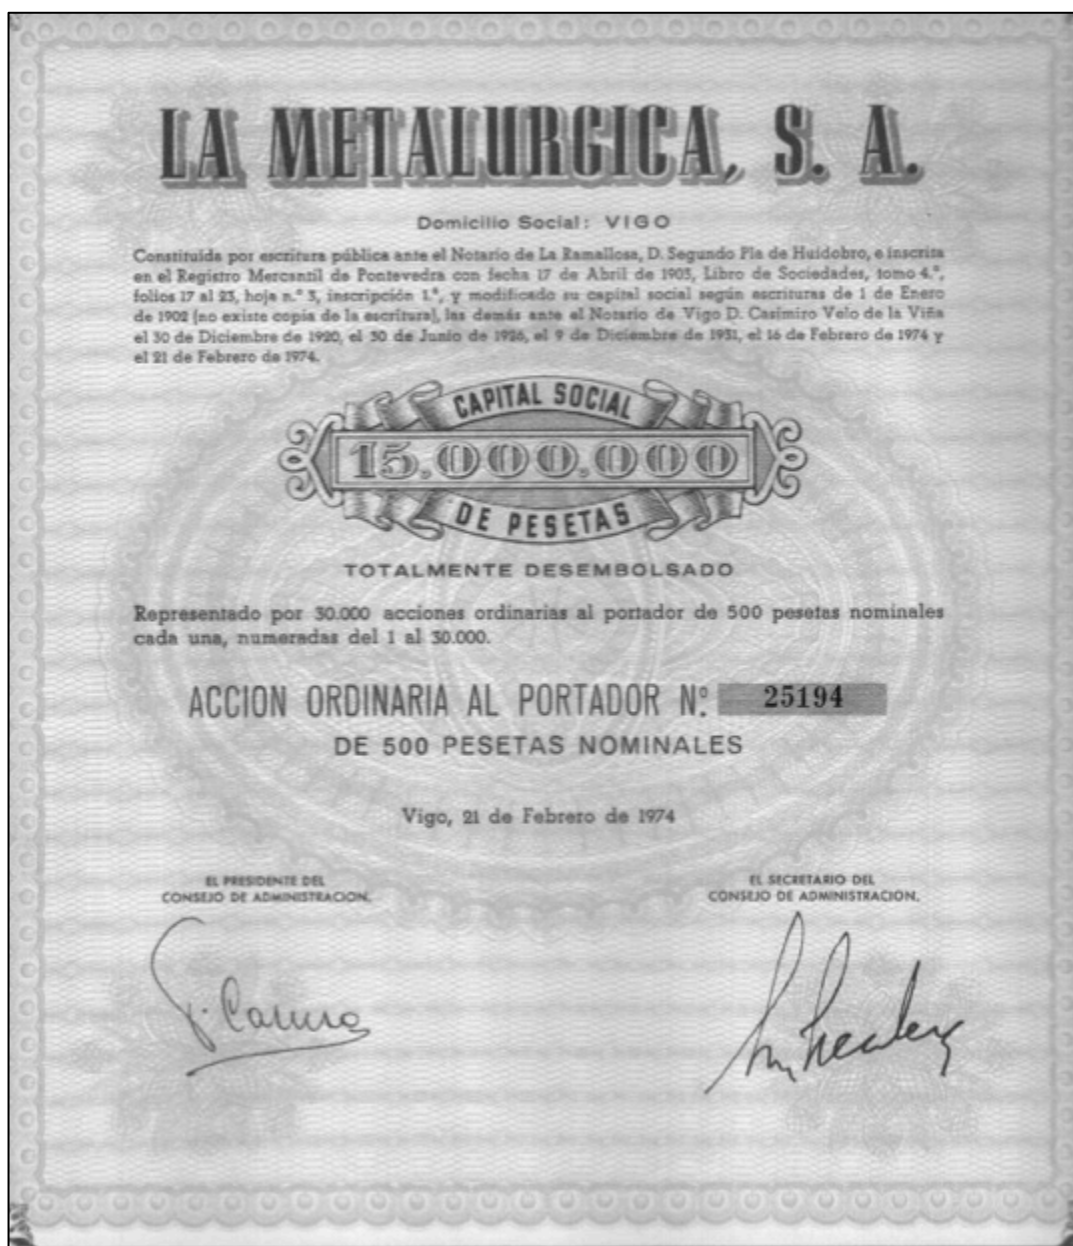 LA METALURGICA, S. A.
Domicilio Social: VIGO
Constituída por escritura pública ante el Notario de La Ramallosa, D. Segundo Pla de Huidobro, e inscrita
en el Registro Mercantil de Pontevedra con fecha 17 de Abril de 1903, Libro de Sociedades, tomo 4.º,
folios 17 al 23, hoja n.º 3, inscripción 1.ª, y modificado su capital social según escrituras de 1 de Enero
de 1902 (no existe copia de la escritura), las demás ante el Notario de Vigo D. Casimiro Velo de la Viña
el 30 de Diciembre de 1920, el 30 de Junio de 1926, el 9 de Diciembre de 1931, el 16 de Febrero de 1974 y
el 21 de Febrero de 1974.
CAPITAL SOCIAL
15.000.000
DE PESETAS
TOTALMENTE DESEMBOLSADO
Representado por 30.000 acciones ordinarias al portador de 500 pesetas nominales
cada una, numeradas del 1 al 30.000.
ACCION ORDINARIA AL PORTADOR Nº. 25194
DE 500 PESETAS NOMINALES
Vigo, 21 de Febrero de 1974
EL PRESIDENTE DEL
CONSEJO DE ADMINISTRACION.
EL SECRETARIO DEL
CONSEJO DE ADMINISTRACION.